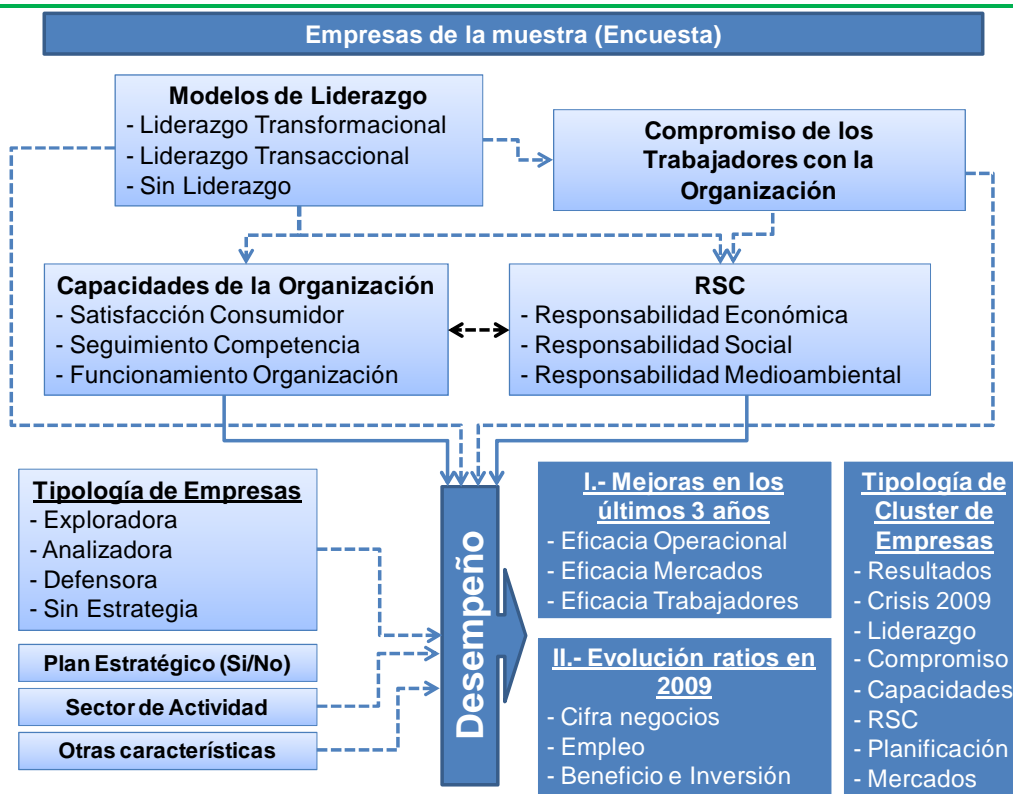 Empresas de la muestra (Encuesta)
Modelos de Liderazgo
- Liderazgo Transformacional
- Liderazgo Transaccional
- Sin Liderazgo
Compromiso de los
Trabajadores con la
Organización
Capacidades de la Organización
- Satisfacción Consumidor
- Seguimiento Competencia
- Funcionamiento Organización
RSC
- Responsabilidad Económica
- Responsabilidad Social
- Responsabilidad Medioambiental
Tipología de Empresas
- Exploradora
- Analizadora
- Defensora
- Sin Estrategia
Plan Estratégico (Si/No)
Sector de Actividad
Otras características
Desempeño
I.- Mejoras en los
últimos 3 años
- Eficacia Operacional
- Eficacia Mercados
- Eficacia Trabajadores
II.- Evolución ratios en
2009
- Cifra negocios
- Empleo
- Beneficio e Inversión
Tipología de
Cluster de
Empresas
- Resultados
- Crisis 2009
- Liderazgo
- Compromiso
- Capacidades
- RSC
- Planificación
- Mercados